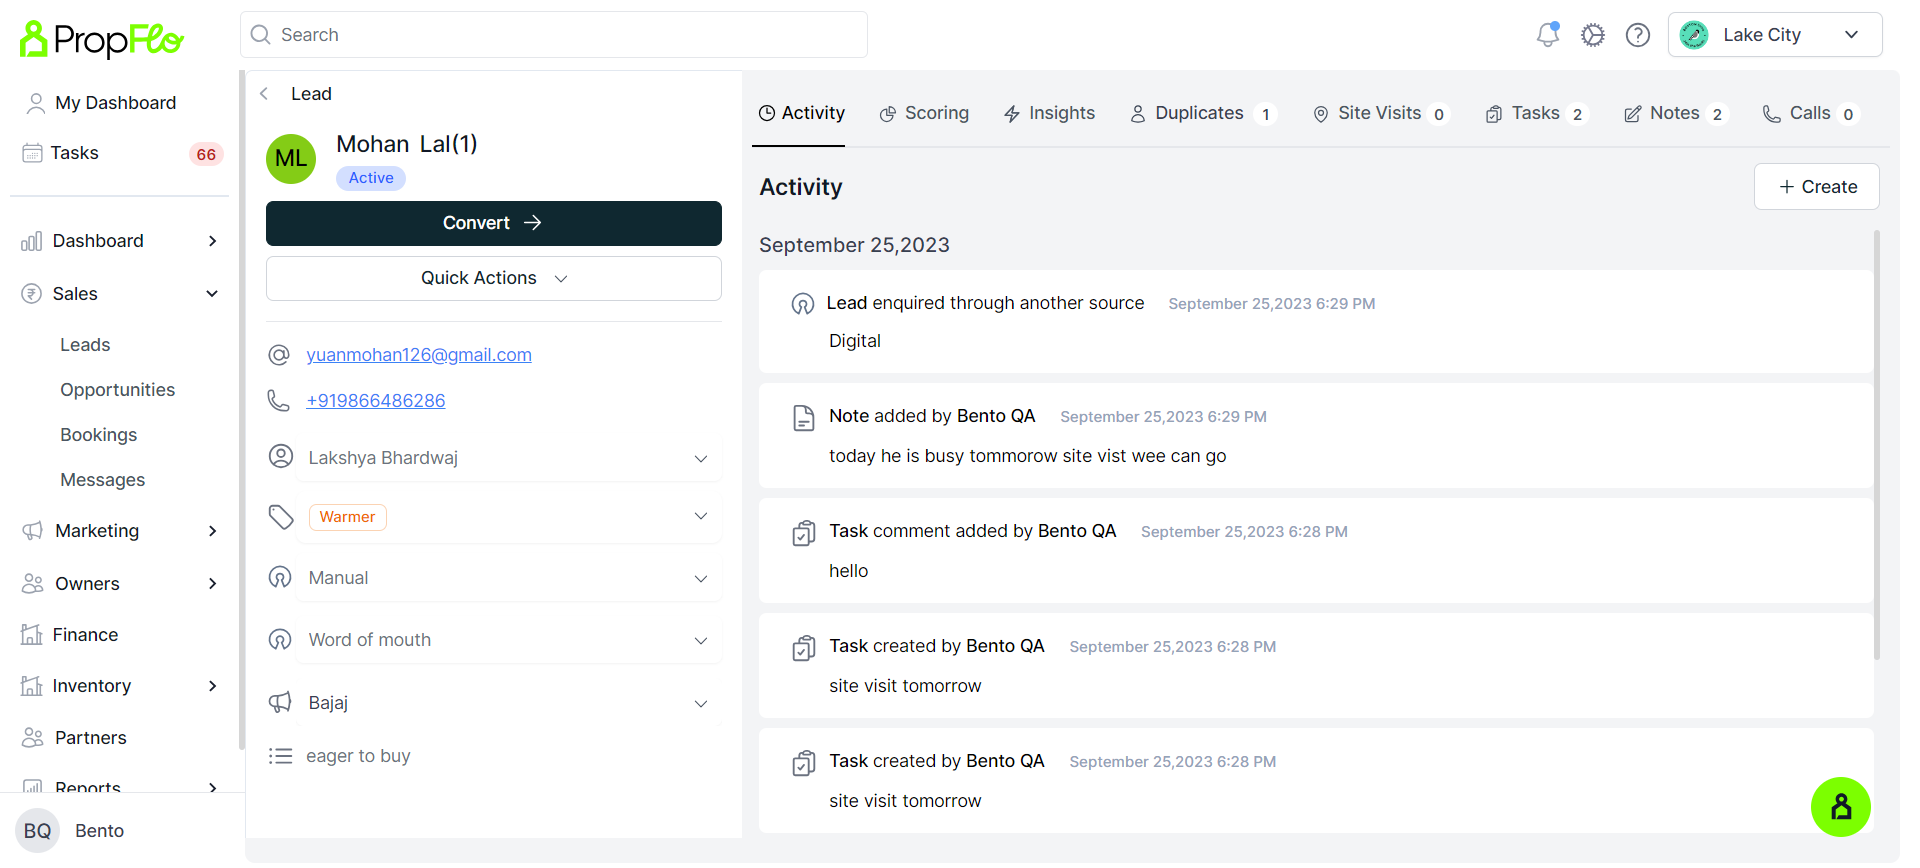 PropFlo
Search
Lake City
My Dashboard
Tasks
66
Dashboard
Sales
Leads
Opportunities
Bookings
Messages
Marketing
Owners
Finance
Inventory
Partners
Reports
BQ
Bento
Lead
ML
Mohan Lal(1)
Active
Convert
Quick Actions
yuanmohan126@gmail.com
+919866486286
Lakshya Bhardwaj
Warmer
Manual
Word of mouth
Bajaj
eager to buy
Activity
Scoring
Insights
Duplicates 1
Site Visits 0
Tasks 2
Notes 2
Calls 0
Activity
+ Create
September 25,2023
Lead enquired through another source September 25,2023 6:29 PM
Digital
Note added by Bento QA September 25,2023 6:29 PM
today he is busy tommorow site vist wee can go
Task comment added by Bento QA September 25,2023 6:28 PM
hello
Task created by Bento QA September 25,2023 6:28 PM
site visit tomorrow
Task created by Bento QA September 25,2023 6:28 PM
site visit tomorrow